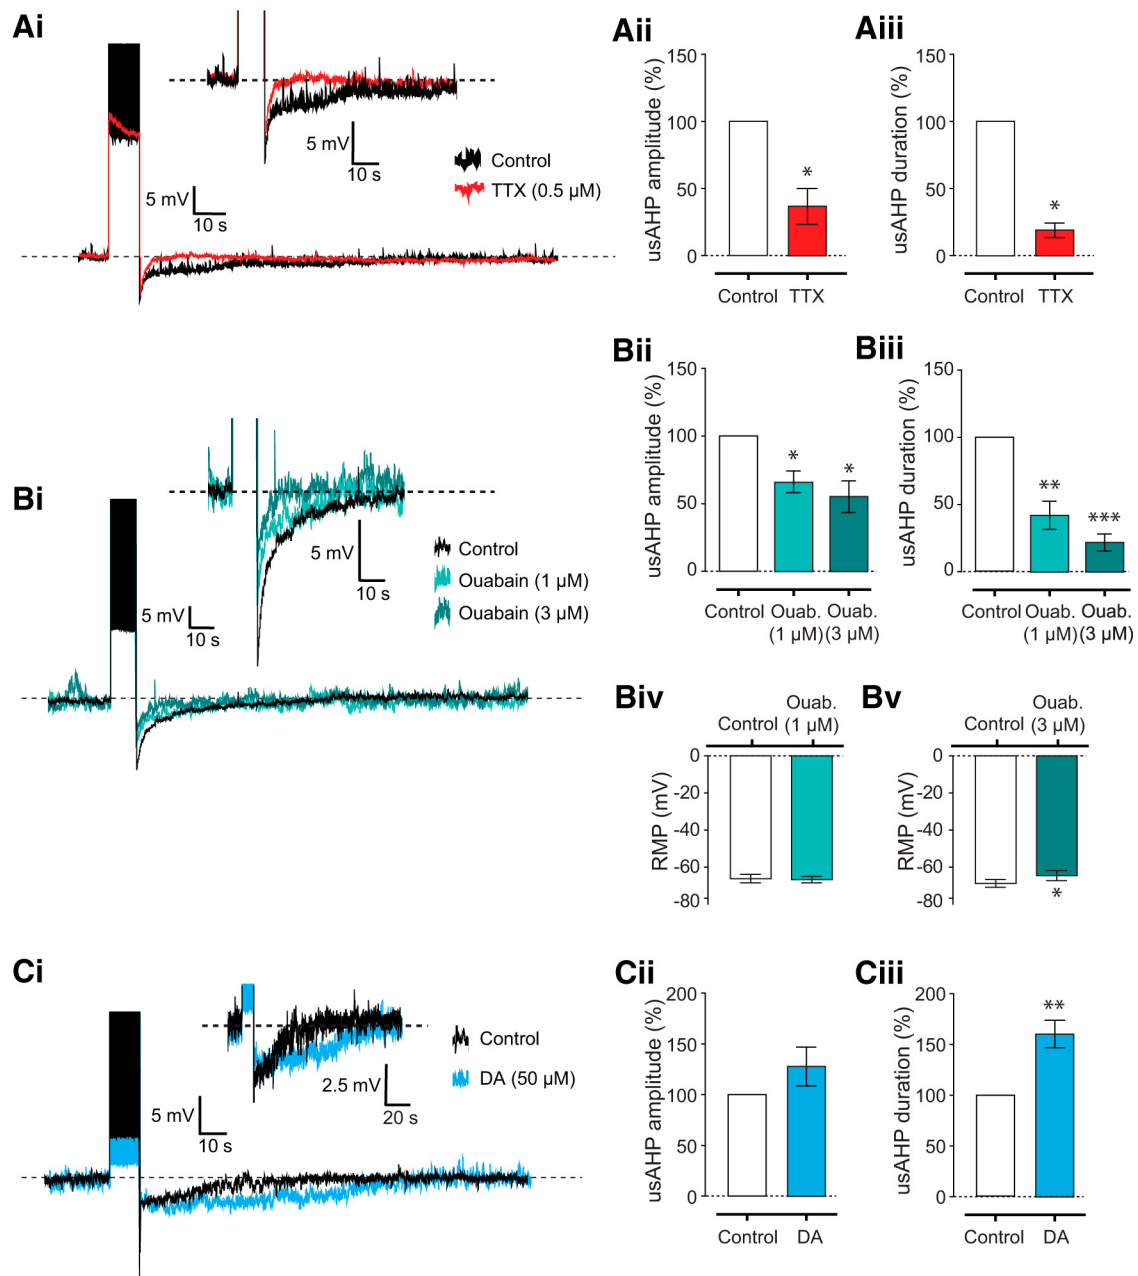 Ai
5 mV
10 s
Control
TTX (0.5 µM)
5 mV
10 s
Aii
usAHP amplitude (%)
150
100
50
0
Control TTX
*
Aiii
usAHP duration (%)
150
100
50
0
Control TTX
*
Bi
5 mV
10 s
Control
Ouabain (1 µM)
Ouabain (3 µM)
5 mV
10 s
Bii
usAHP amplitude (%)
150
100
50
0
*
*
Control Ouab. Ouab.
(1 µM) (3 µM)
Biii
usAHP duration (%)
150
100
50
0
**
***
Control Ouab. Ouab.
(1 µM) (3 µM)
Biv
Ouab.
Control (1 µM)
RMP (mV)
0
-20
-40
-60
-80
Bv
Ouab.
Control (3 µM)
RMP (mV)
0
-20
-40
-60
-80
*
Ci
Control
DA (50 µM)
2.5 mV
20 s
5 mV
10 s
Cii
usAHP amplitude (%)
200
150
100
50
0
Control DA
Ciii
usAHP duration (%)
200
150
100
50
0
**
Control DA